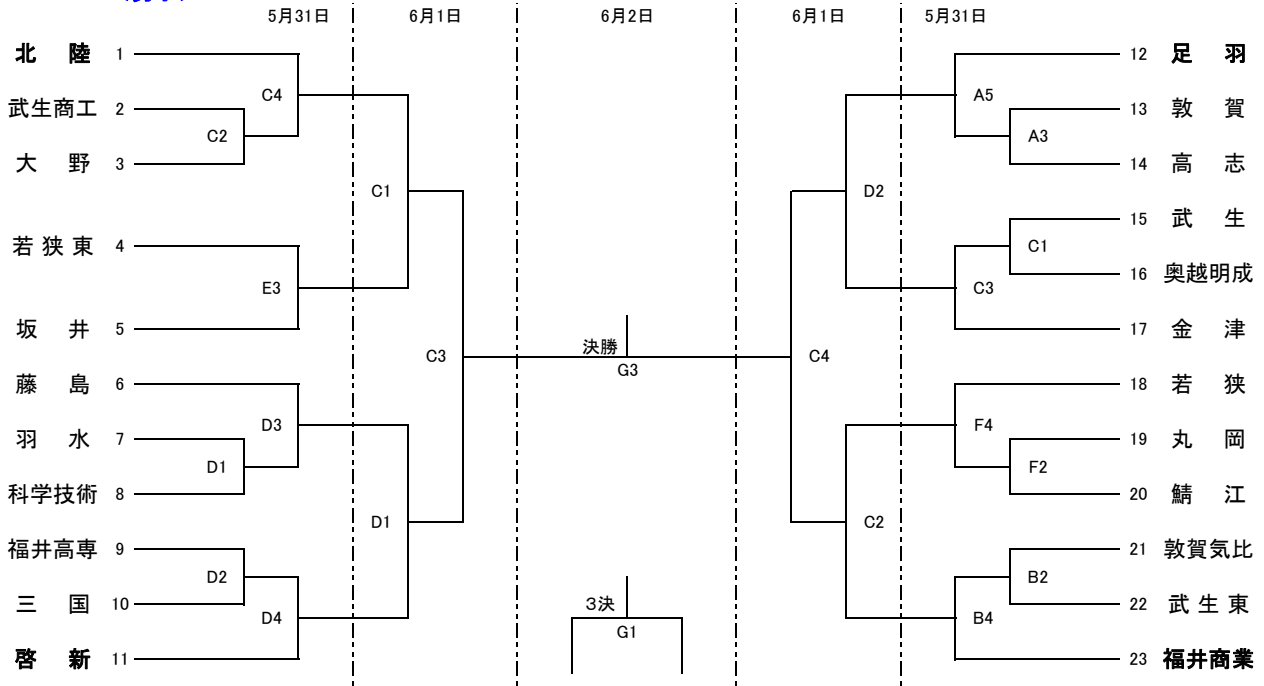 5月31日 6月1日 6月2日 6月1日 5月31日
北 陸 1
武生商工 2
大 野 3
若狭東 4
坂 井 5
藤 島 6
羽 水 7
科学技術 8
福井高専 9
三 国 10
啓 新 11
C4
C2
E3
D3
D1
D2
D4
C1
D1
C3
決勝
G3
3決
G1
C4
D2
C2
A5
A3
C1
C3
F4
F2
B2
B4
12 足 羽
13 敦 賀
14 高 志
15 武 生
16 奥越明成
17 金 津
18 若 狭
19 丸 岡
20 鯖 江
21 敦賀気比
22 武生東
23 福井商業